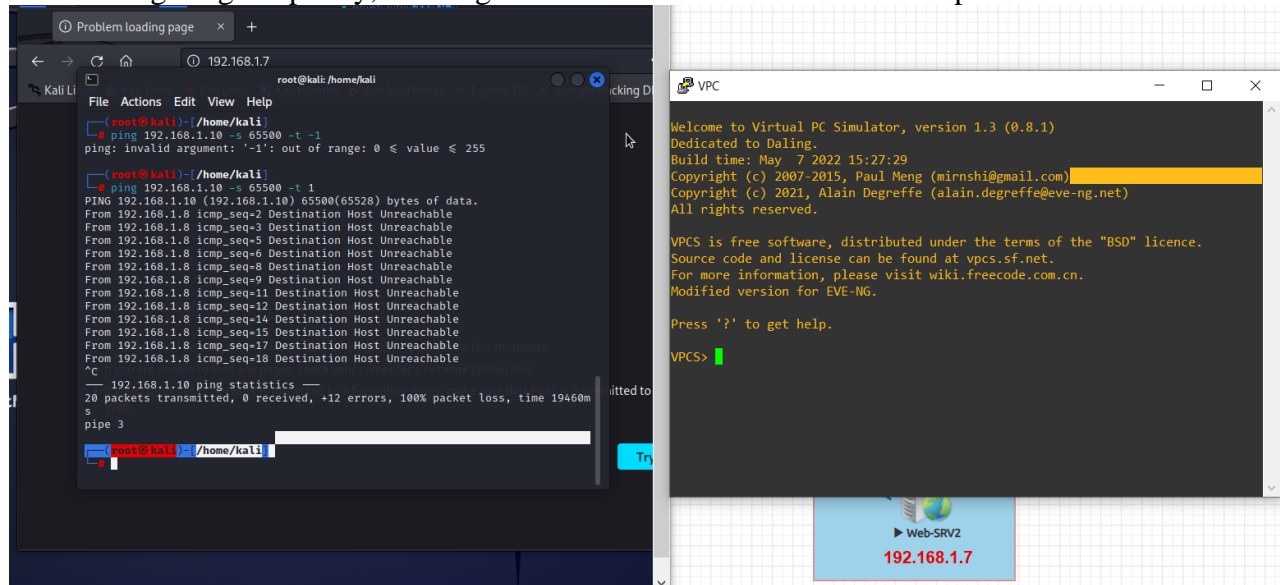 Problem loading page
192.168.1.7
Kali Li
root@kali: /home/kali
File Actions Edit View Help
┌──(root㉿kali)-[/home/kali]
└─# ping 192.168.1.10 -s 65500 -t -1
ping: invalid argument: '-1': out of range: 0 ≤ value ≤ 255
┌──(root㉿kali)-[/home/kali]
└─# ping 192.168.1.10 -s 65500 -t 1
PING 192.168.1.10 (192.168.1.10) 65500(65528) bytes of data.
From 192.168.1.8 icmp_seq=2 Destination Host Unreachable
From 192.168.1.8 icmp_seq=3 Destination Host Unreachable
From 192.168.1.8 icmp_seq=5 Destination Host Unreachable
From 192.168.1.8 icmp_seq=6 Destination Host Unreachable
From 192.168.1.8 icmp_seq=8 Destination Host Unreachable
From 192.168.1.8 icmp_seq=9 Destination Host Unreachable
From 192.168.1.8 icmp_seq=11 Destination Host Unreachable
From 192.168.1.8 icmp_seq=12 Destination Host Unreachable
From 192.168.1.8 icmp_seq=14 Destination Host Unreachable
From 192.168.1.8 icmp_seq=15 Destination Host Unreachable
From 192.168.1.8 icmp_seq=17 Destination Host Unreachable
From 192.168.1.8 icmp_seq=18 Destination Host Unreachable
^C
── 192.168.1.10 ping statistics ──
20 packets transmitted, 0 received, +12 errors, 100% packet loss, time 19460m
s
pipe 3
┌──(root㉿kali)-[/home/kali]
└─#
acking D
itted to
Try
VPC
Welcome to Virtual PC Simulator, version 1.3 (0.8.1)
Dedicated to Daling.
Build time: May 7 2022 15:27:29
Copyright (c) 2007-2015, Paul Meng (mirnshi@gmail.com)
Copyright (c) 2021, Alain Degreffe (alain.degreffe@eve-ng.net)
All rights reserved.
VPCS is free software, distributed under the terms of the "BSD" licence.
Source code and license can be found at vpcs.sf.net.
For more information, please visit wiki.freecode.com.cn.
Modified version for EVE-NG.
Press '?' to get help.
VPCS>
Web-SRV2
192.168.1.7